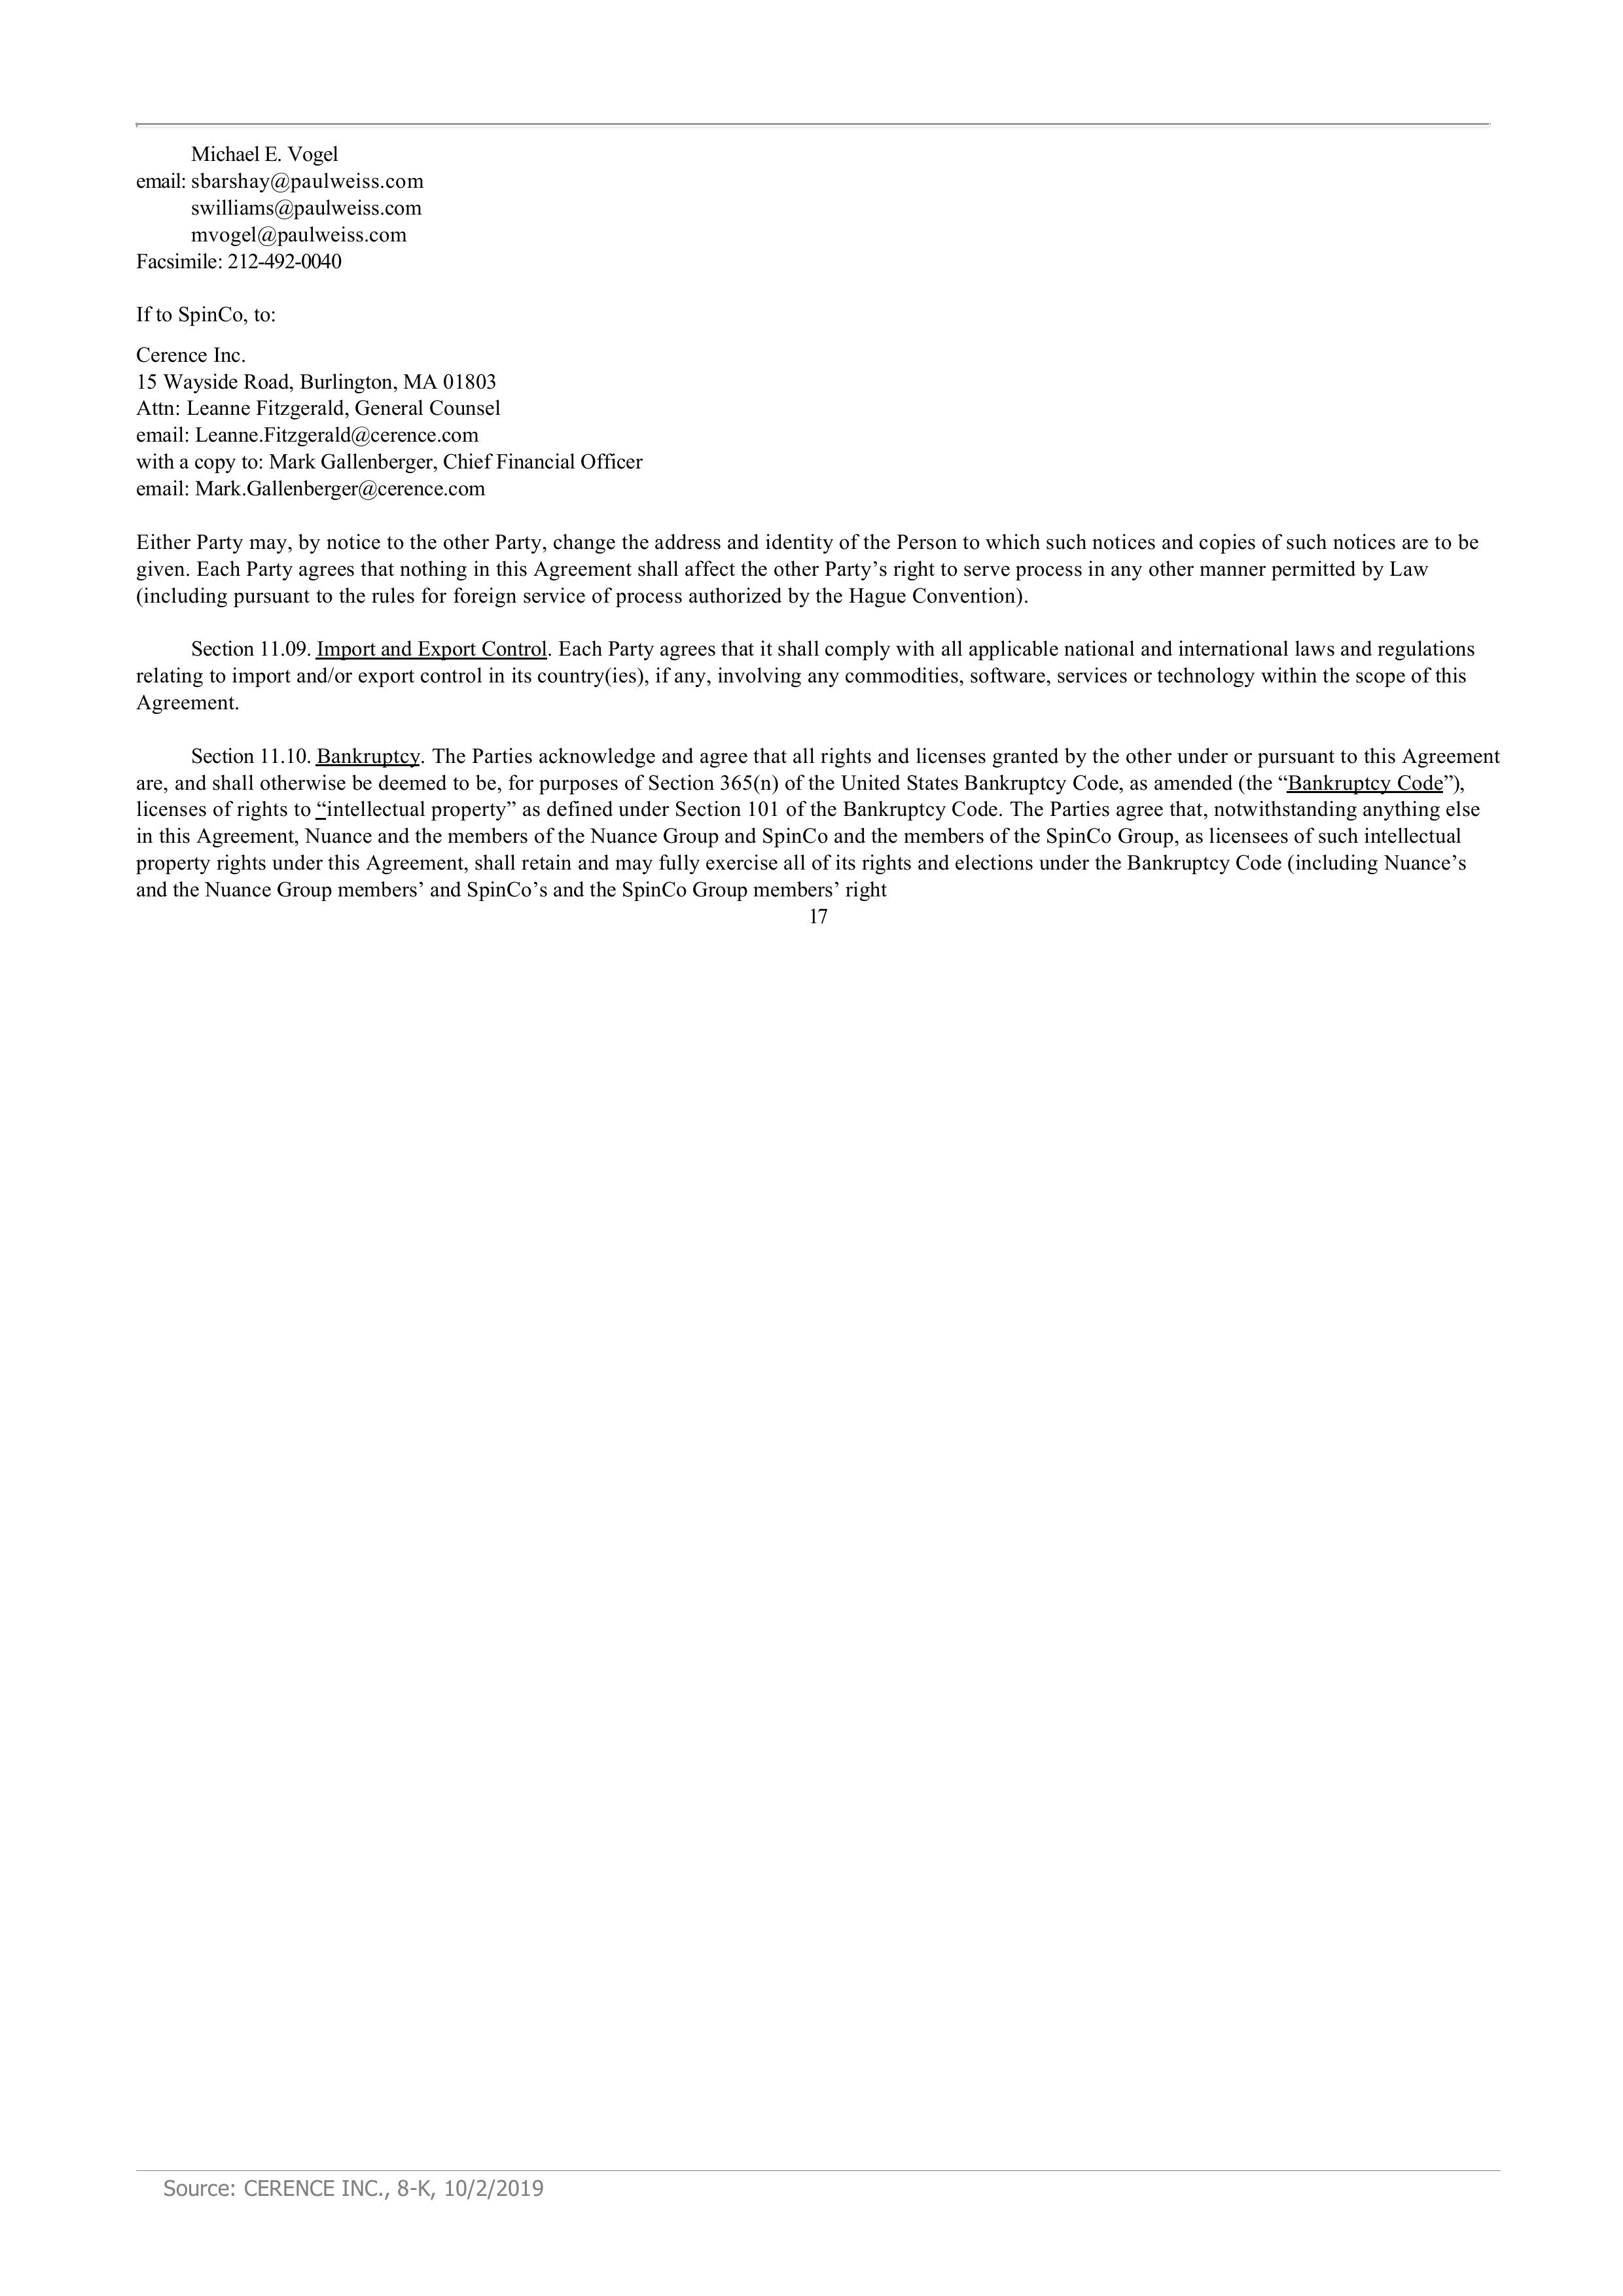 Michael E. Vogel
email: sbarshay@paulweiss.com
swilliams@paulweiss.com
mvogel@paulweiss.com
Facsimile: 212-492-0040
If to SpinCo, to:
Cerence Inc.
15 Wayside Road, Burlington, MA 01803
Attn: Leanne Fitzgerald, General Counsel
email: Leanne.Fitzgerald@cerence.com
with a copy to: Mark Gallenberger, Chief Financial Officer
email: Mark.Gallenberger@cerence.com
Either Party may, by notice to the other Party, change the address and identity of the Person to which such notices and copies of such notices are to be
given. Each Party agrees that nothing in this Agreement shall affect the other Party’s right to serve process in any other manner permitted by Law
(including pursuant to the rules for foreign service of process authorized by the Hague Convention).
Section 11.09. Import and Export Control. Each Party agrees that it shall comply with all applicable national and international laws and regulations
relating to import and/or export control in its country(ies), if any, involving any commodities, software, services or technology within the scope of this
Agreement.
Section 11.10. Bankruptcy. The Parties acknowledge and agree that all rights and licenses granted by the other under or pursuant to this Agreement
are, and shall otherwise be deemed to be, for purposes of Section 365(n) of the United States Bankruptcy Code, as amended (the “Bankruptcy Code”),
licenses of rights to “intellectual property” as defined under Section 101 of the Bankruptcy Code. The Parties agree that, notwithstanding anything else
in this Agreement, Nuance and the members of the Nuance Group and SpinCo and the members of the SpinCo Group, as licensees of such intellectual
property rights under this Agreement, shall retain and may fully exercise all of its rights and elections under the Bankruptcy Code (including Nuance’s
and the Nuance Group members’ and SpinCo’s and the SpinCo Group members’ right
17
Source: CERENCE INC., 8-K, 10/2/2019